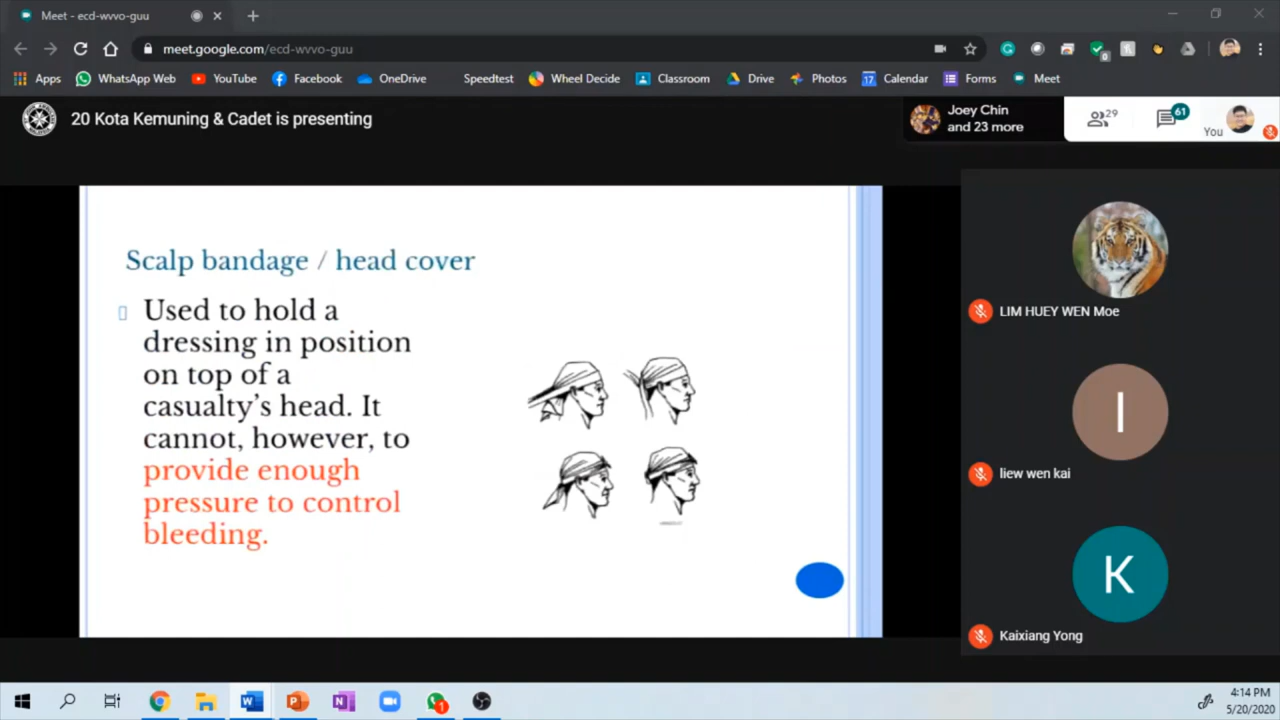 Meet - ecd-wvvo-guu
meet.google.com/ecd-wvvo-guu
Apps WhatsApp Web YouTube Facebook OneDrive Speedtest Wheel Decide Classroom Drive Photos 17 Calendar Forms Meet
20 Kota Kemuning & Cadet is presenting
Joey Chin
and 23 more
29
61
You
Scalp bandage / head cover
Used to hold a
dressing in position
on top of a
casualty's head. It
cannot, however, to
provide enough
pressure to control
bleeding.
LIM HUEY WEN Moe
I
liew wen kai
K
Kaixiang Yong
4:14 PM
5/20/2020